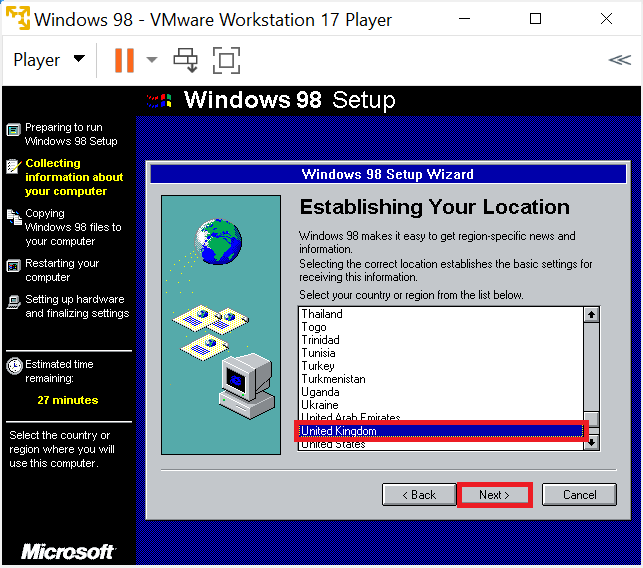 Windows 98 - VMware Workstation 17 Player
Player
Windows 98 Setup
Preparing to run
Windows 98 Setup
Collecting
information about
your computer
Copying
Windows 98 files to
your computer
Restarting your
computer
Setting up hardware
and finalizing settings
Estimated time
remaining:
27 minutes
Select the country or
region where you will
use this computer.
Microsoft
Windows 98 Setup Wizard
Establishing Your Location
Windows 98 makes it easy to get region-specific news and
information.
Selecting the correct location establishes the basic settings for
receiving this information.
Select your country or region from the list below.
Thailand
Togo
Trinidad
Tunisia
Turkey
Turkmenistan
Uganda
Ukraine
United Arab Emirates
United Kingdom
United States
< Back
Next >
Cancel